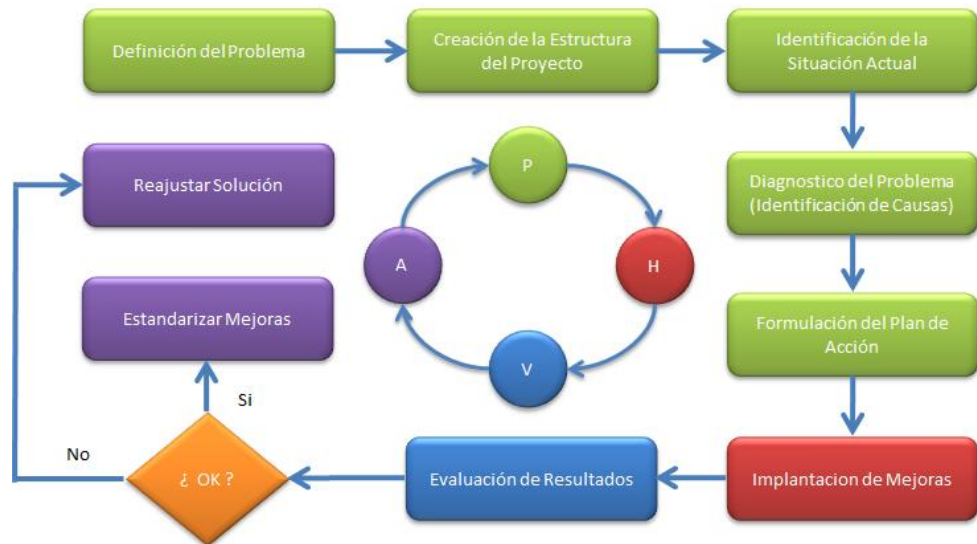 Definición del Problema
Creación de la Estructura
del Proyecto
Identificación de la
Situación Actual
Reajustar Solución
P
Diagnostico del Problema
(Identificación de Causas)
A
H
Estandarizar Mejoras
Formulación del Plan de
Acción
V
Si
No
¿ OK ?
Evaluación de Resultados
Implantacion de Mejoras